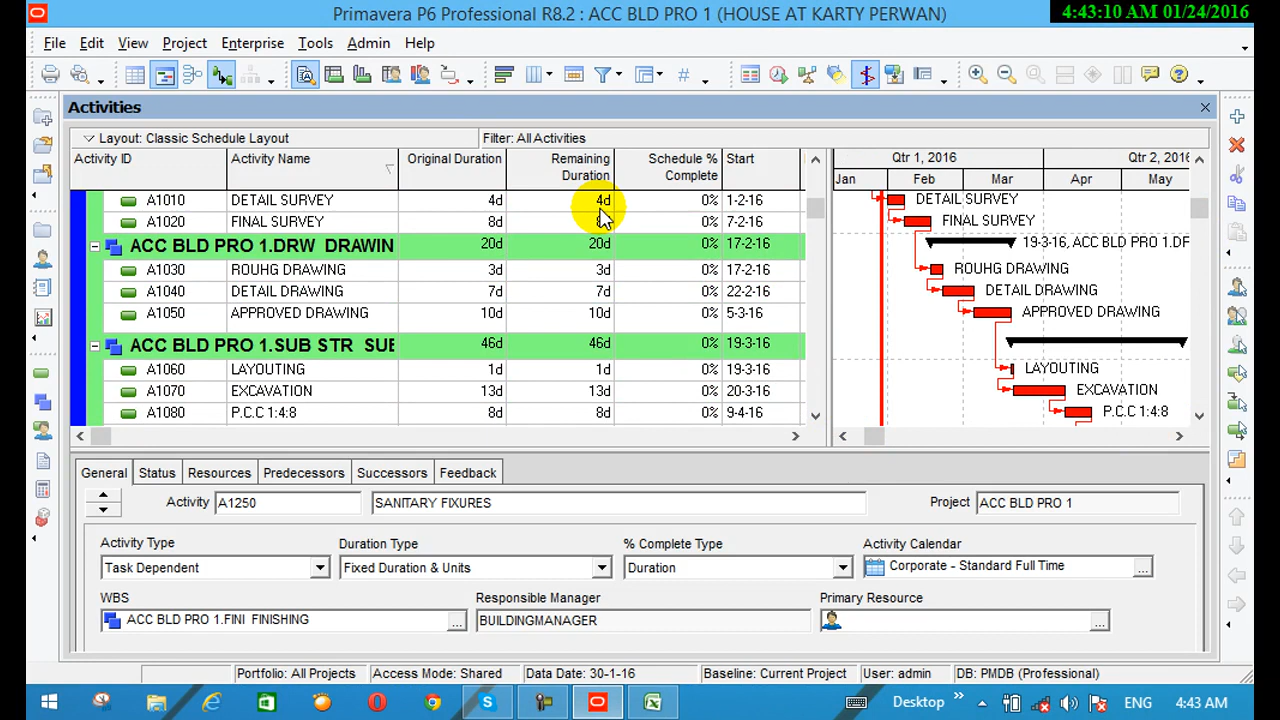 Primavera P6 Professional R8.2 : ACC BLD PRO 1 (HOUSE AT KARTY PERWAN)
4:43:10 AM 01/24/2016
File Edit View Project Enterprise Tools Admin Help
Activities
Layout: Classic Schedule Layout Filter: All Activities
Activity ID Activity Name Original Duration Remaining Duration Schedule % Complete Start
Qtr 1, 2016 Qtr 2, 2016
Jan Feb Mar Apr May
A1010 DETAIL SURVEY 4d 4d 0% 1-2-16 DETAIL SURVEY
A1020 FINAL SURVEY 8d 0% 7-2-16 FINAL SURVEY
ACC BLD PRO 1.DRW DRAWIN 20d 20d 0% 17-2-16 19-3-16, ACC BLD PRO 1.DF
A1030 ROUHG DRAWING 3d 3d 0% 17-2-16 ROUHG DRAWING
A1040 DETAIL DRAWING 7d 7d 0% 22-2-16 DETAIL DRAWING
A1050 APPROVED DRAWING 10d 10d 0% 5-3-16 APPROVED DRAWING
ACC BLD PRO 1.SUB STR SUE 46d 46d 0% 19-3-16
A1060 LAYOUTING 1d 1d 0% 19-3-16 LAYOUTING
A1070 EXCAVATION 13d 13d 0% 20-3-16 EXCAVATION
A1080 P.C.C 1:4:8 8d 8d 0% 9-4-16 P.C.C 1:4:8
General Status Resources Predecessors Successors Feedback
Activity A1250 SANITARY FIXURES Project ACC BLD PRO 1
Activity Type Duration Type % Complete Type Activity Calendar
Task Dependent Fixed Duration & Units Duration Corporate - Standard Full Time ...
WBS Responsible Manager Primary Resource
ACC BLD PRO 1.FINI FINISHING ... BUILDINGMANAGER ...
Portfolio: All Projects Access Mode: Shared Data Date: 30-1-16 Baseline: Current Project User: admin DB: PMDB (Professional)
Desktop ENG 4:43 AM